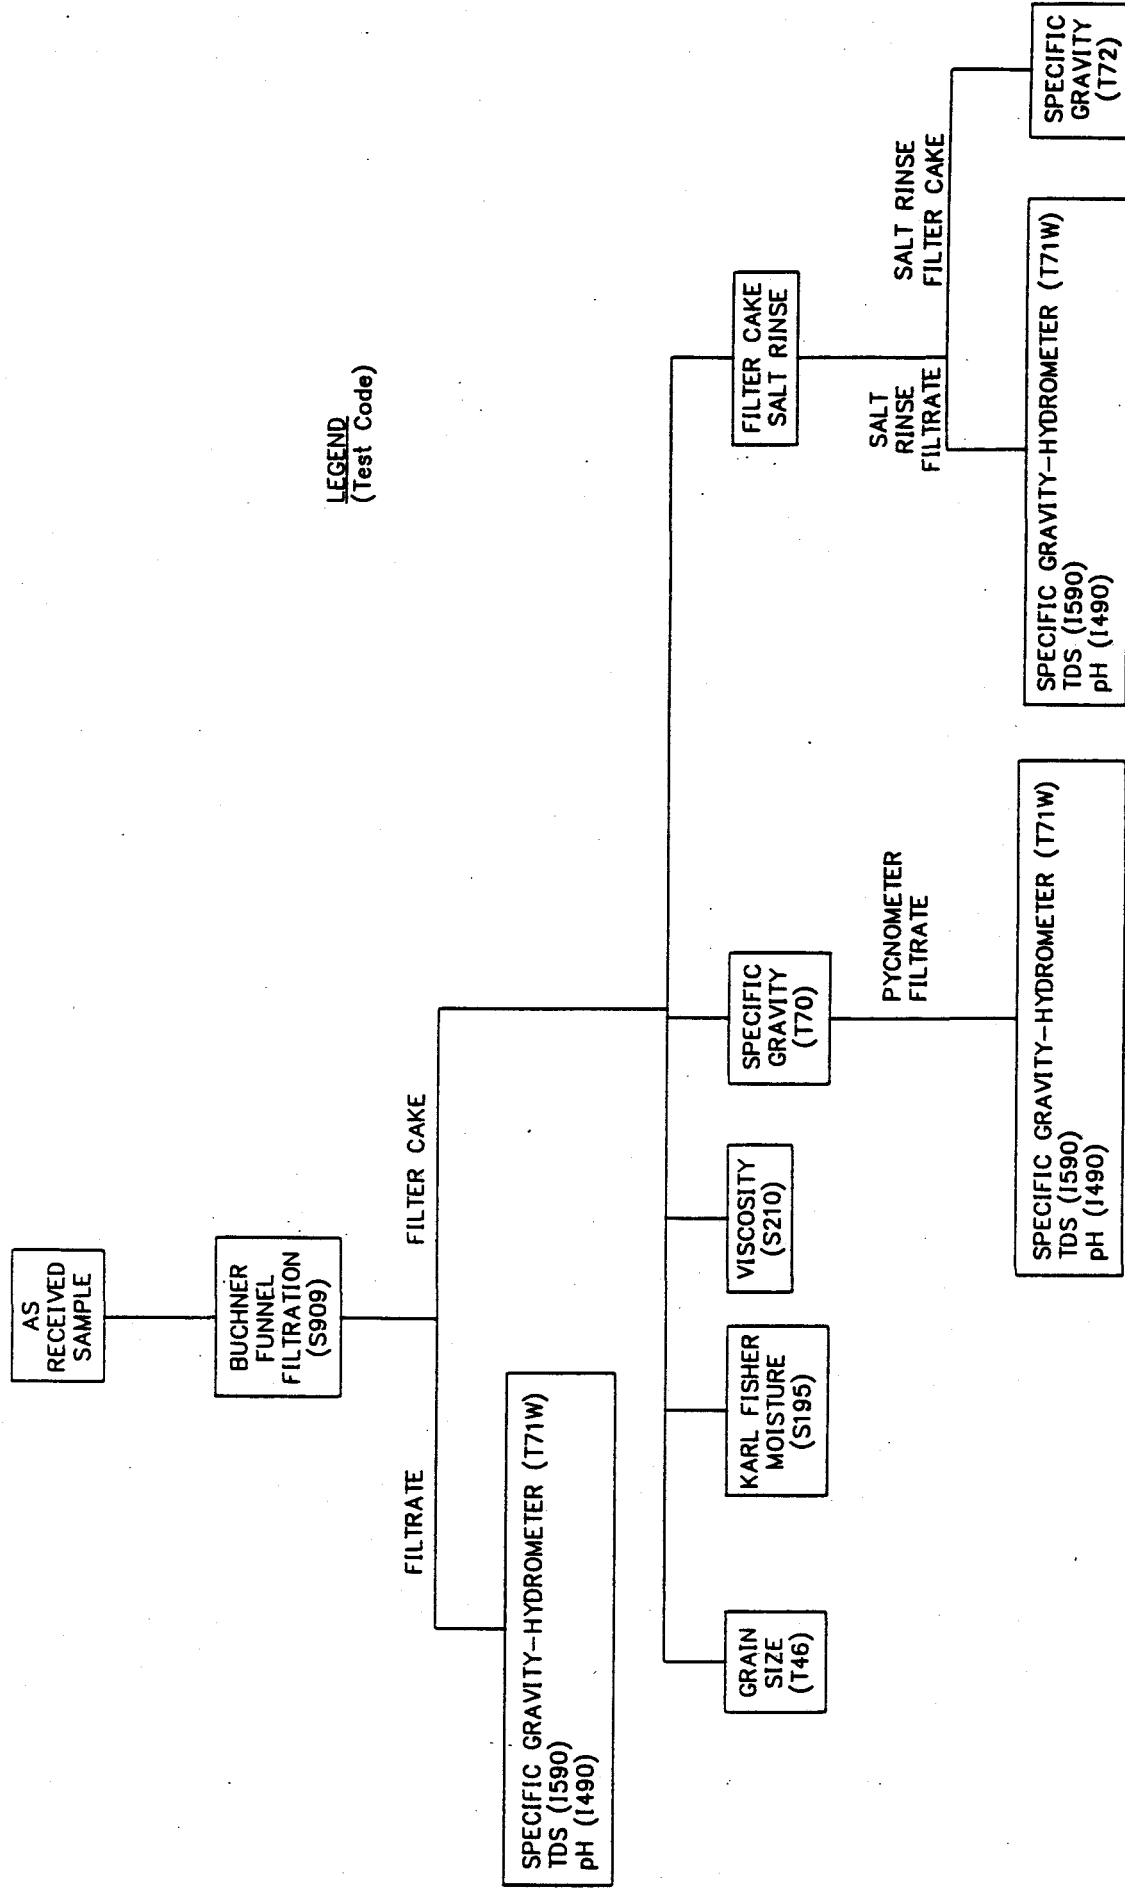 AS
RECEIVED
SAMPLE
BUCHNER
FUNNEL
FILTRATION
(S909)
LEGEND
(Test Code)
FILTRATE
FILTER CAKE
SPECIFIC GRAVITY-HYDROMETER (T71W)
TDS (I590)
pH (I490)
GRAIN
SIZE
(T46)
KARL FISHER
MOISTURE
(S195)
VISCOSITY
(S210)
SPECIFIC
GRAVITY
(T70)
FILTER CAKE
SALT RINSE
PYCNOMETER
FILTRATE
SALT
RINSE
FILTRATE
SALT RINSE
FILTER CAKE
SPECIFIC GRAVITY-HYDROMETER (T71W)
TDS (I590)
pH (I490)
SPECIFIC GRAVITY-HYDROMETER (T71W)
TDS (I590)
pH (I490)
SPECIFIC
GRAVITY
(T72)